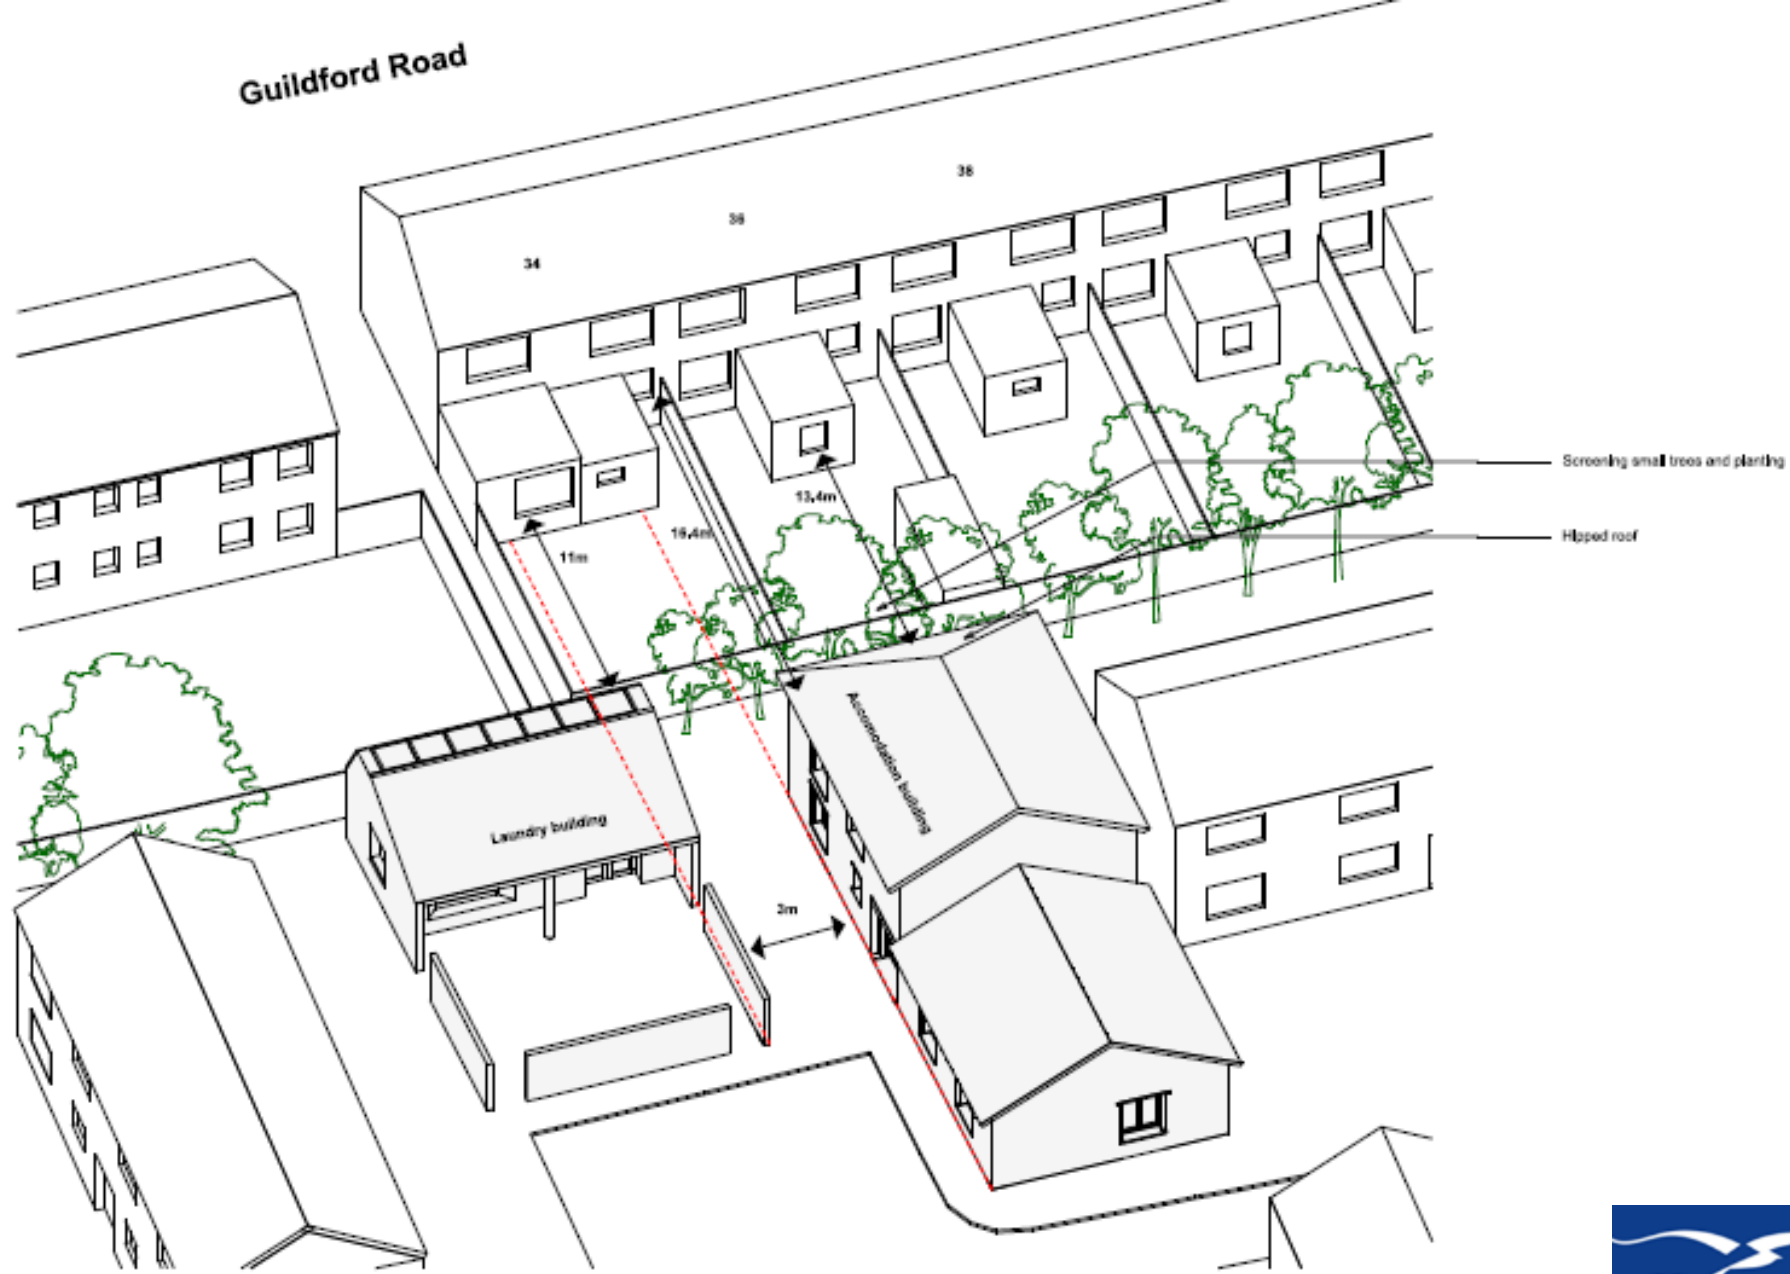 Guildford Road
38
36
34
Screening small trees and planting
13,4m
16,4m
Hipped roof
11m
Accomodation building
Laundry building
3m